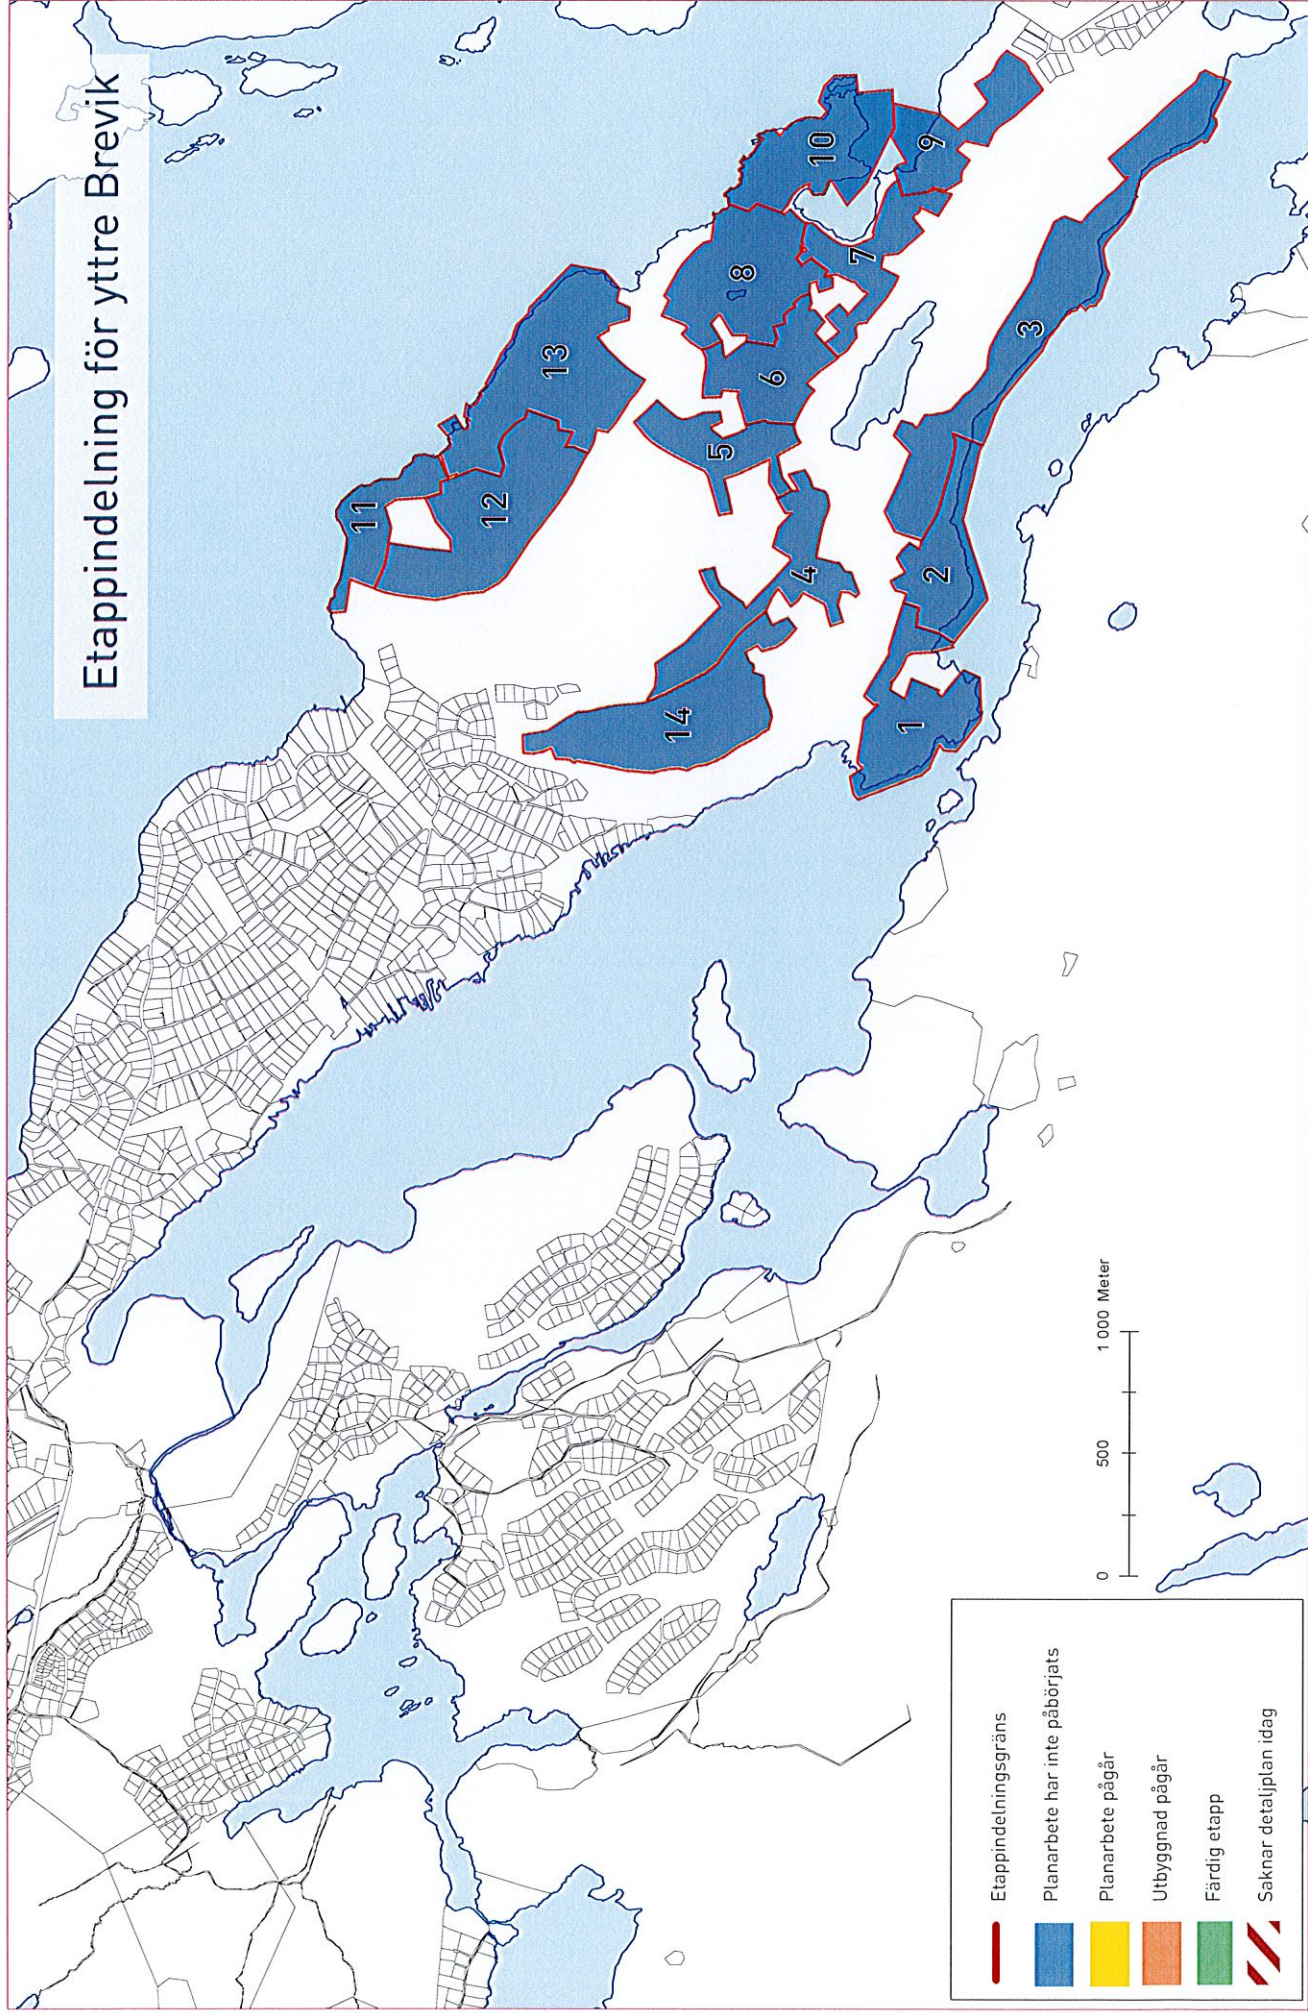 Etappindelning för yttre Brevik
11
13
12
10
8
9
7
6
5
3
4
14
2
1
0
500
1 000 Meter
Etappindelningsgräns
Planarbete har inte påbörjats
Planarbete pågår
Utbyggnad pågår
Färdig etapp
Saknar detaljplan idag